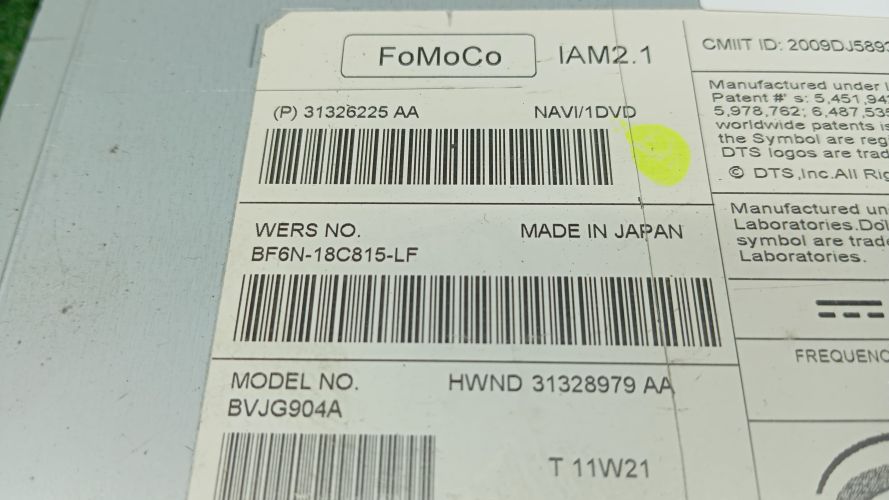 FoMoCo IAM2.1
(P) 31326225 AA NAVI/1DVD
WERS NO. MADE IN JAPAN
BF6N-18C815-LF
MODEL NO. HWND 31328979 AA
BVJG904A
T 11W21
CMIIT ID: 2009DJ589
Manufactured under
Patent #' s: 5,451,94
5,978,762; 6,487,535
worldwide patents is
the Symbol are reg
DTS logos are trad
© DTS,Inc.All Rig
Manufactured un
Laboratories.Dol
symbol are trade
Laboratories.
FREQUENC